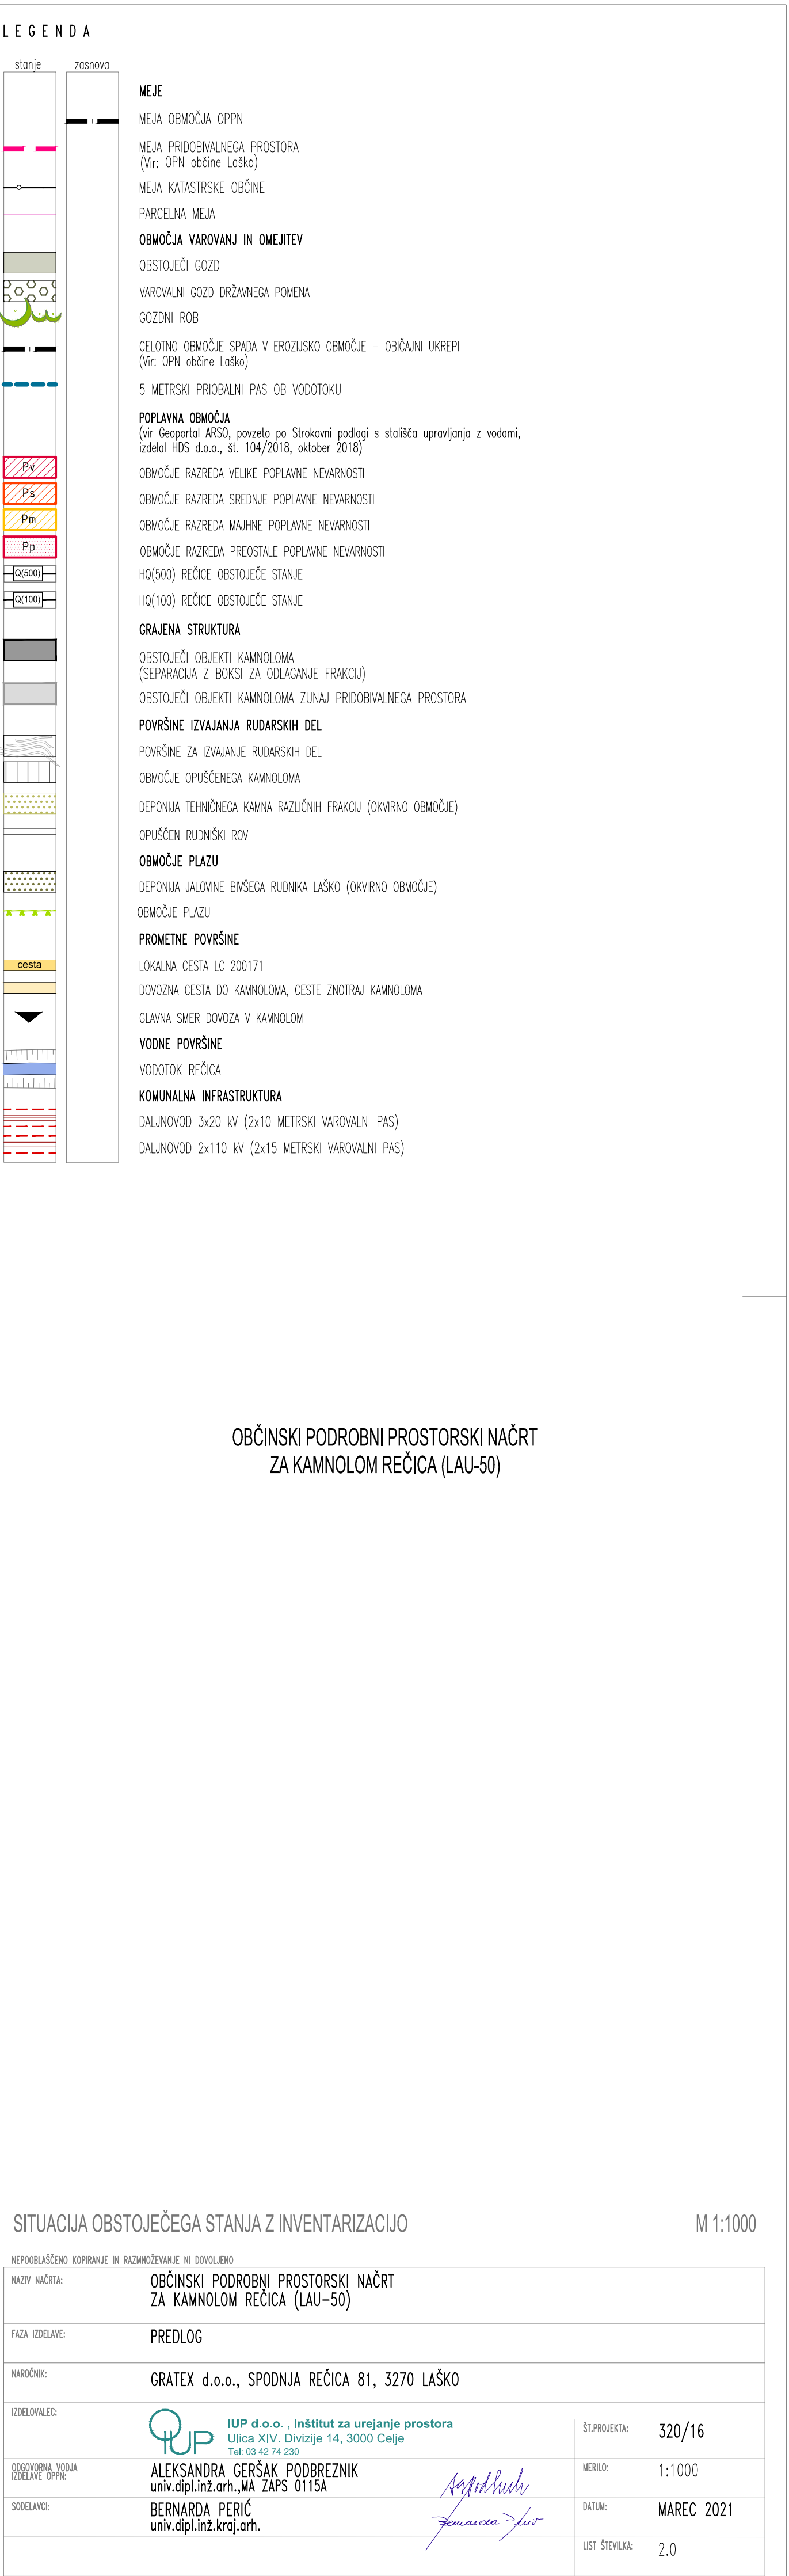 LEGENDA
stanje zasnova
MEJE
MEJA OBMOČJA OPPN
MEJA PRIDOBIVALNEGA PROSTORA
(Vir: OPN občine Laško)
MEJA KATASTRSKE OBČINE
PARCELNA MEJA
OBMOČJA VAROVANJ IN OMEJITEV
OBSTOJEČI GOZD
VAROVALNI GOZD DRŽAVNEGA POMENA
GOZDNI ROB
CELOTNO OBMOČJE SPADA V EROZIJSKO OBMOČJE – OBIČAJNI UKREPI
(Vir: OPN občine Laško)
5 METRSKI PRIOBALNI PAS OB VODOTOKU
POPLAVNA OBMOČJA
(vir Geoportal ARSO, povzeto po Strokovni podlagi s stališča upravljanja z vodami,
izdelal HDS d.o.o., št. 104/2018, oktober 2018)
Pv OBMOČJE RAZREDA VELIKE POPLAVNE NEVARNOSTI
Ps OBMOČJE RAZREDA SREDNJE POPLAVNE NEVARNOSTI
Pm OBMOČJE RAZREDA MAJHNE POPLAVNE NEVARNOSTI
Pp OBMOČJE RAZREDA PREOSTALE POPLAVNE NEVARNOSTI
Q(500) HQ(500) REČICE OBSTOJEČE STANJE
Q(100) HQ(100) REČICE OBSTOJEČE STANJE
GRAJENA STRUKTURA
OBSTOJEČI OBJEKTI KAMNOLOMA
(SEPARACIJA Z BOKSI ZA ODLAGANJE FRAKCIJ)
OBSTOJEČI OBJEKTI KAMNOLOMA ZUNAJ PRIDOBIVALNEGA PROSTORA
POVRŠINE IZVAJANJA RUDARSKIH DEL
POVRŠINE ZA IZVAJANJE RUDARSKIH DEL
OBMOČJE OPUŠČENEGA KAMNOLOMA
DEPONIJA TEHNIČNEGA KAMNA RAZLIČNIH FRAKCIJ (OKVIRNO OBMOČJE)
OPUŠČEN RUDNIŠKI ROV
OBMOČJE PLAZU
DEPONIJA JALOVINE BIVŠEGA RUDNIKA LAŠKO (OKVIRNO OBMOČJE)
OBMOČJE PLAZU
PROMETNE POVRŠINE
cesta LOKALNA CESTA LC 200171
DOVOZNA CESTA DO KAMNOLOMA, CESTE ZNOTRAJ KAMNOLOMA
GLAVNA SMER DOVOZA V KAMNOLOM
VODNE POVRŠINE
VODOTOK REČICA
KOMUNALNA INFRASTRUKTURA
DALJNOVOD 3x20 kV (2x10 METRSKI VAROVALNI PAS)
DALJNOVOD 2x110 kV (2x15 METRSKI VAROVALNI PAS)
OBČINSKI PODROBNI PROSTORSKI NAČRT
ZA KAMNOLOM REČICA (LAU-50)
SITUACIJA OBSTOJEČEGA STANJA Z INVENTARIZACIJO M 1:1000
NEPOOBLAŠČENO KOPIRANJE IN RAZMNOŽEVANJE NI DOVOLJENO
NAZIV NAČRTA: OBČINSKI PODROBNI PROSTORSKI NAČRT
ZA KAMNOLOM REČICA (LAU-50)
FAZA IZDELAVE: PREDLOG
NAROČNIK: GRATEX d.o.o., SPODNJA REČICA 81, 3270 LAŠKO
IZDELOVALEC:
IUP
IUP d.o.o. , Inštitut za urejanje prostora
Ulica XIV. Divizije 14, 3000 Celje
Tel: 03 42 74 230
ŠT.PROJEKTA: 320/16
ODGOVORNA VODJA
IZDELAVE OPPN:
ALEKSANDRA GERŠAK PODBREZNIK
univ.dipl.inž.arh.,MA ZAPS 0115A
MERILO: 1:1000
SODELAVCI: BERNARDA PERIĆ
univ.dipl.inž.kraj.arh.
DATUM: MAREC 2021
LIST ŠTEVILKA: 2.0